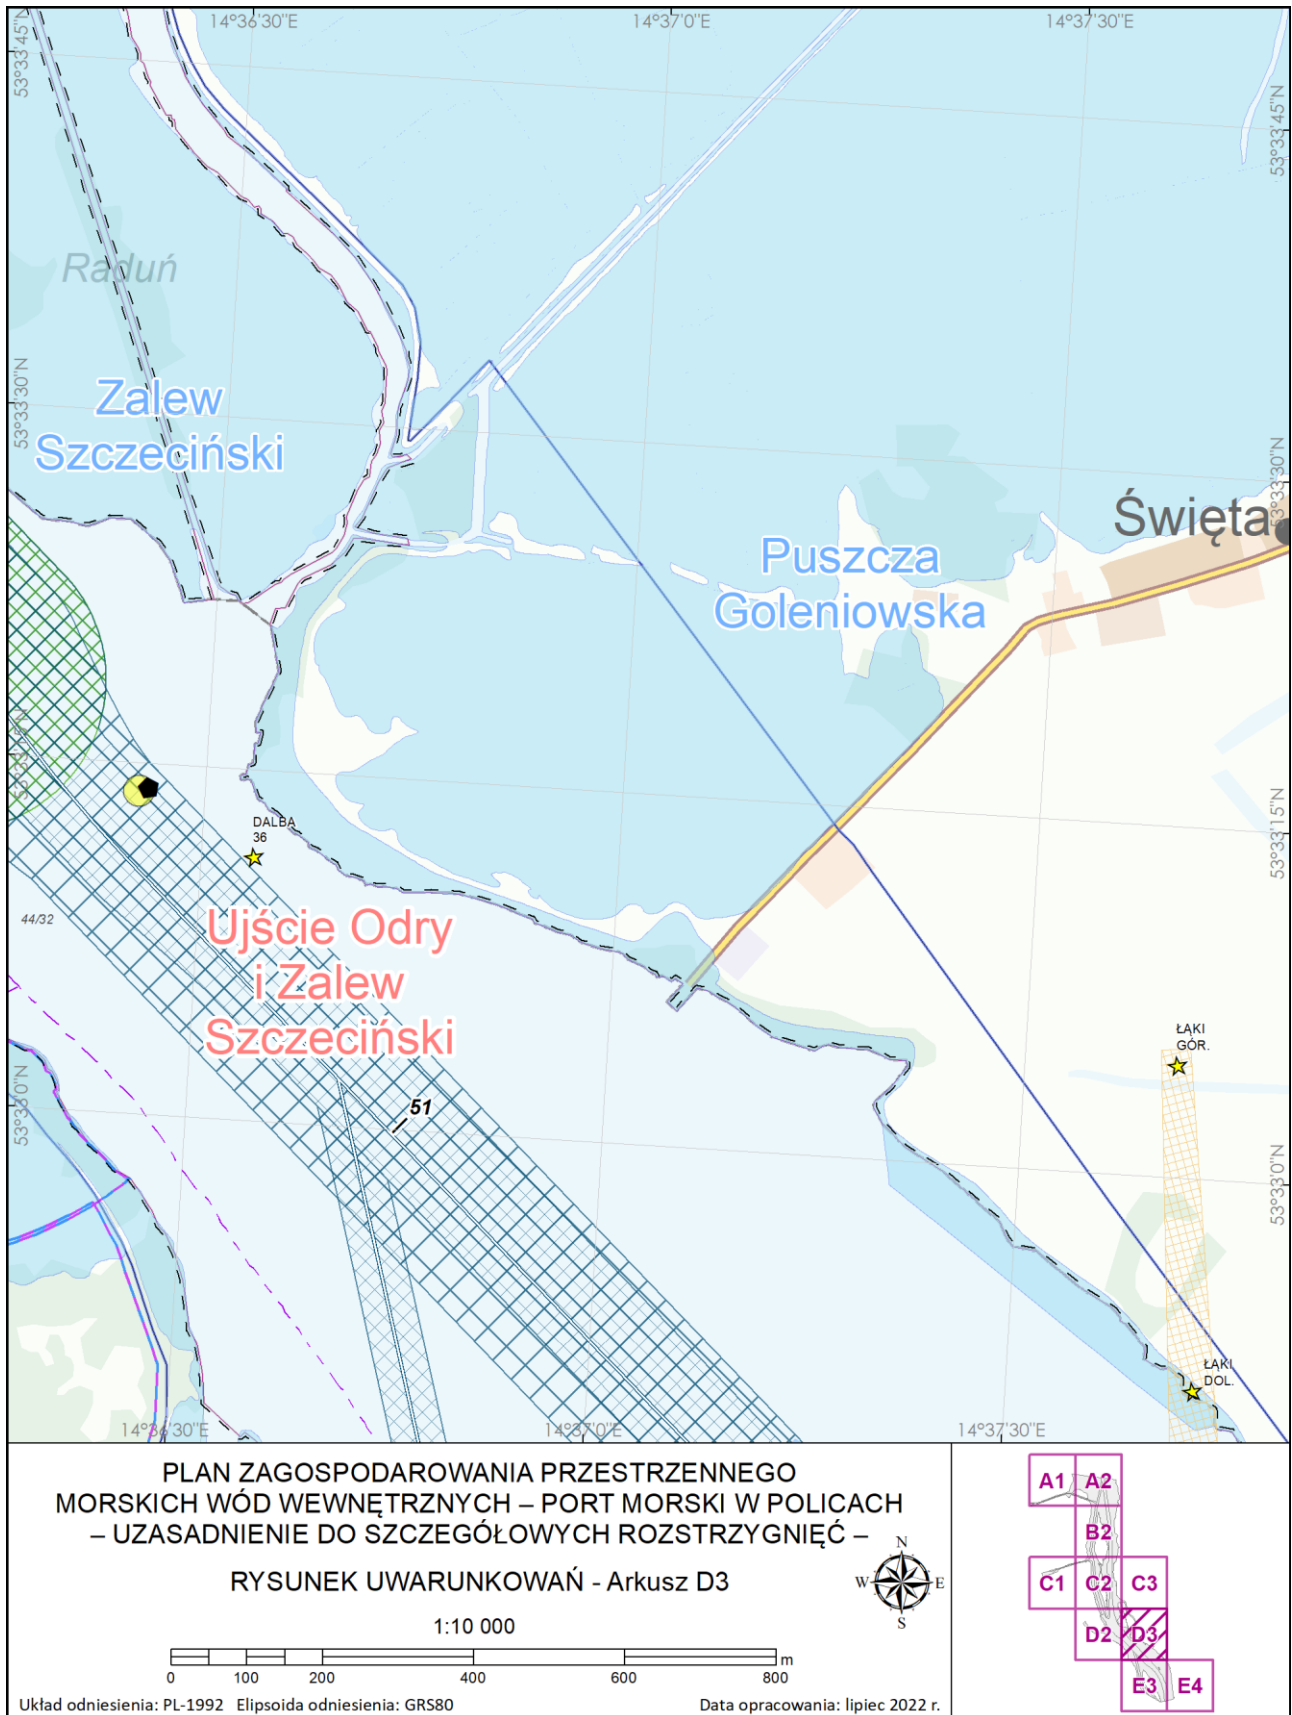 14°36'30"E
14°37'0"E
14°37'30"E
53°33'45"N
53°33'45"N
Raduń
53°33'30"N
Zalew
Szczeciński
53°33'30"N
Święta
Puszcza
Goleniowska
53°33'15"N
DALBA
36
53°33'15"N
44/32
Ujście Odry
i Zalew
Szczeciński
ŁĄKI
GÓR.
51
53°33'0"N
53°33'0"N
ŁĄKI
DOL.
14°36'30"E
14°37'0"E
14°37'30"E
PLAN ZAGOSPODAROWANIA PRZESTRZENNEGO
MORSKICH WÓD WEWNĘTRZNYCH – PORT MORSKI W POLICACH
– UZASADNIENIE DO SZCZEGÓŁOWYCH ROZSTRZYGNIĘĆ –
RYSUNEK UWARUNKOWAŃ - Arkusz D3
N
W E
S
1:10 000
m
0 100 200 400 600 800
Układ odniesienia: PL-1992 Elipsoida odniesienia: GRS80 Data opracowania: lipiec 2022 r.
A1 A2
B2
C1 C2 C3
D2 D3
E3 E4